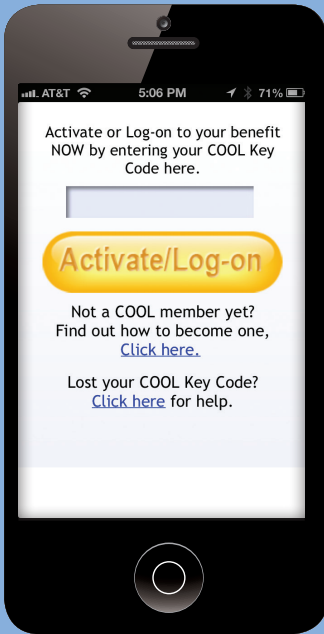 AT&T 5:06 PM 71%
Activate or Log-on to your benefit
NOW by entering your COOL Key
Code here.
Activate/Log-on
Not a COOL member yet?
Find out how to become one,
Click here.
Lost your COOL Key Code?
Click here for help.